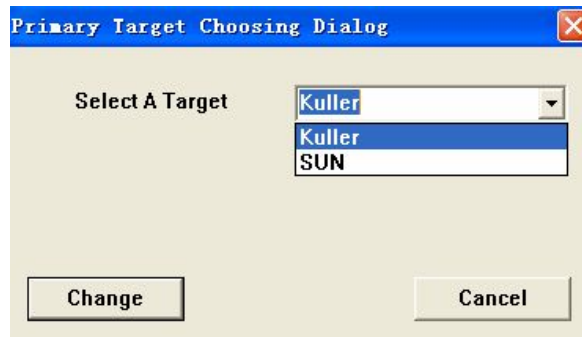 Primary Target Choosing Dialog
Select A Target Kuller
Kuller
SUN
Change Cancel